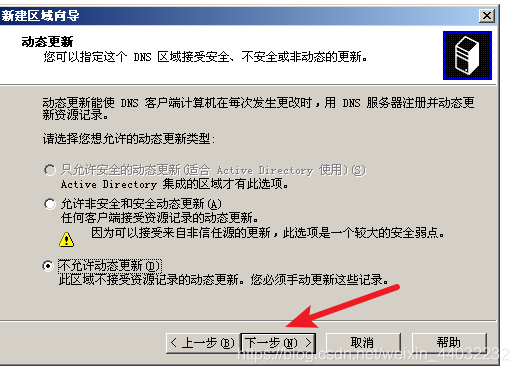 新建区域向导
动态更新
您可以指定这个 DNS 区域接受安全、不安全或非动态的更新。
动态更新能使 DNS 客户端计算机在每次发生更改时，用 DNS 服务器注册并动态更
新资源记录。
请选择您想允许的动态更新类型:
只允许安全的动态更新(适合 Active Directory 使用)(S)
Active Directory 集成的区域才有此选项。
允许非安全和安全动态更新(A)
任何客户端接受资源记录的动态更新。
因为可以接受来自非信任源的更新，此选项是一个较大的安全弱点。
不允许动态更新(D)
此区域不接受资源记录的动态更新。您必须手动更新这些记录。
< 上一步(B) 下一步(N) > 取消 帮助
https://blog.csdn.net/weixin_44032232